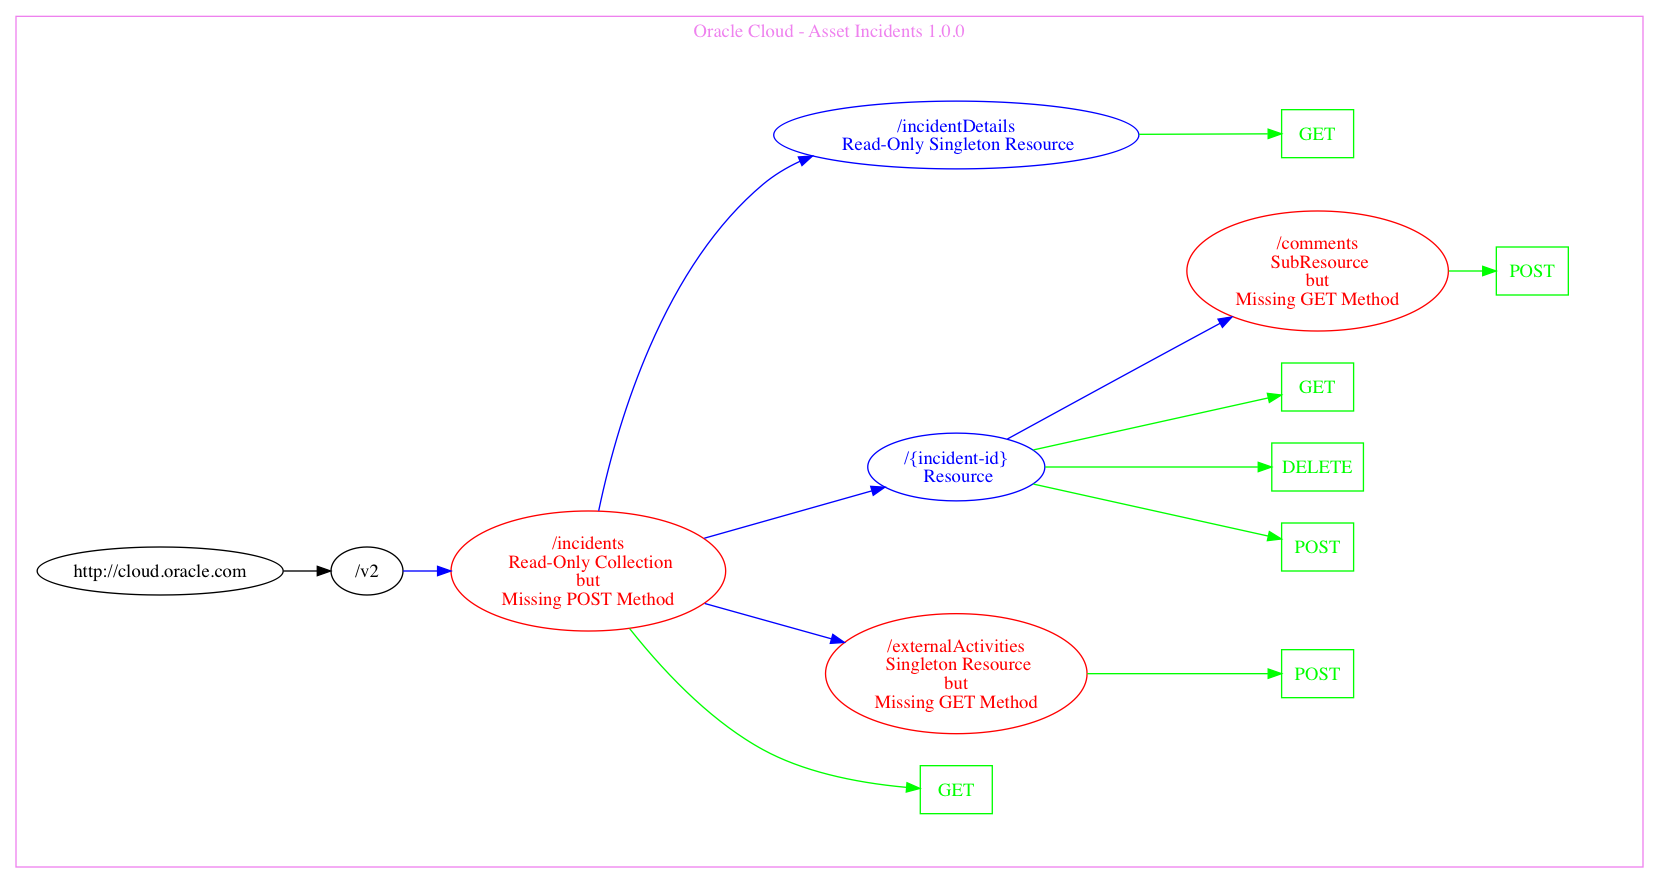 Oracle Cloud - Asset Incidents 1.0.0
/incidentDetails
Read-Only Singleton Resource
GET
/comments
SubResource
but
Missing GET Method
POST
GET
/{incident-id}
Resource
DELETE
POST
http://cloud.oracle.com
/v2
/incidents
Read-Only Collection
but
Missing POST Method
/externalActivities
Singleton Resource
but
Missing GET Method
POST
GET